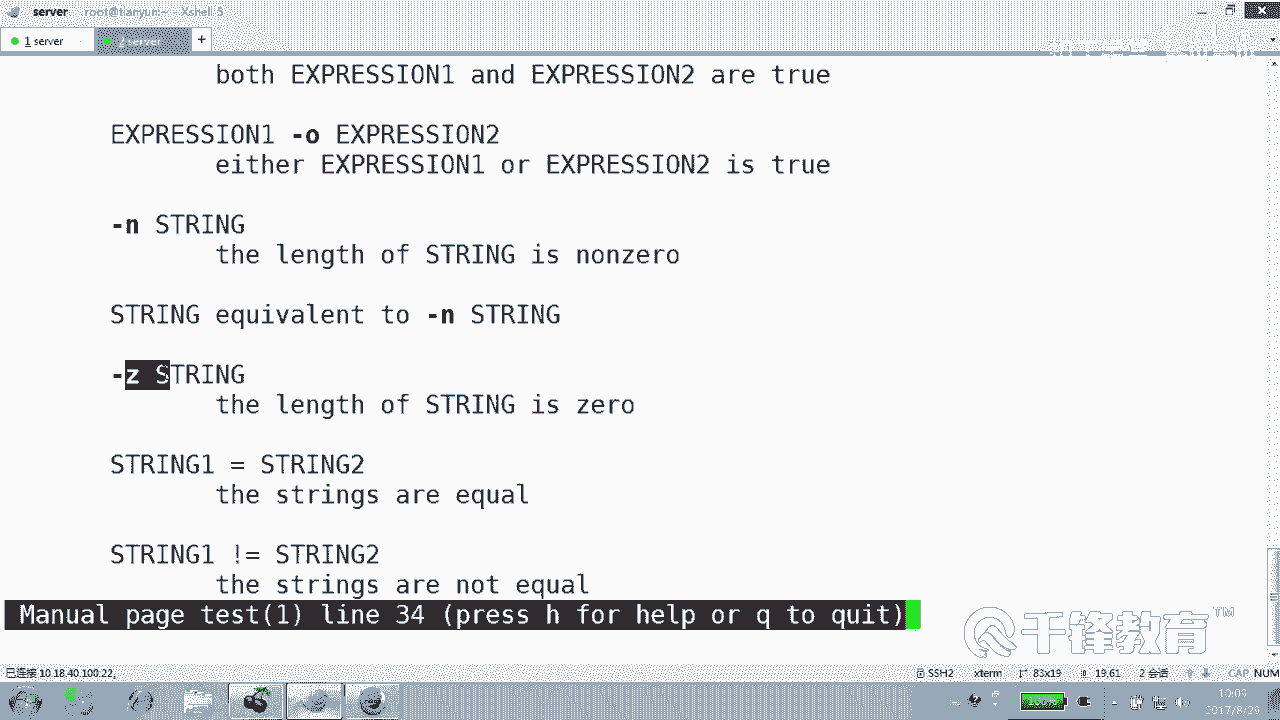 server root@tianyun:~ - Xshell 5
1 server
2 server
+
both EXPRESSION1 and EXPRESSION2 are true
EXPRESSION1 -o EXPRESSION2
either EXPRESSION1 or EXPRESSION2 is true
-n STRING
the length of STRING is nonzero
STRING equivalent to -n STRING
-z STRING
the length of STRING is zero
STRING1 = STRING2
the strings are equal
STRING1 != STRING2
the strings are not equal
Manual page test(1) line 34 (press h for help or q to quit)
千锋教育™
已连接 10.18.40.100:22。
SSH2 xterm 83x19 19,61 2 会话 CAP NUM
100%
10:09
2017/8/29